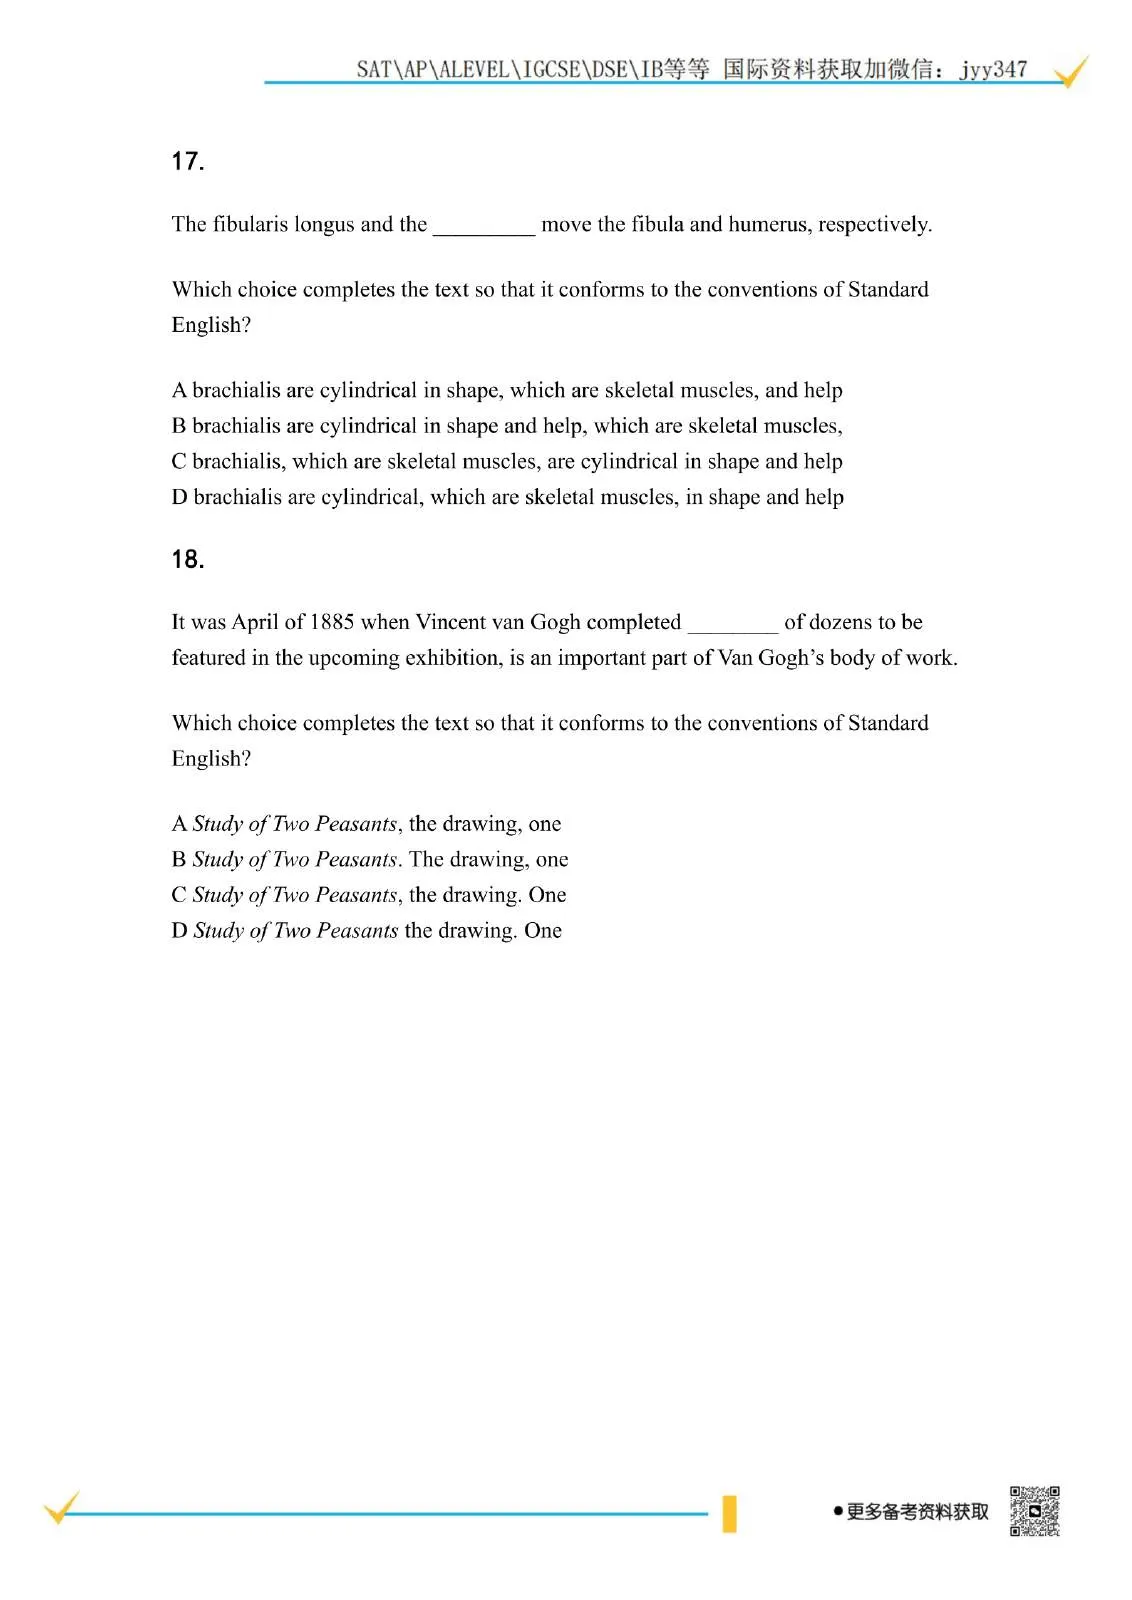 SAT\AP\ALEVEL\IGCSE\DSE\IB等等 国际资料获取加微信：jyy347
17.
The fibularis longus and the _________ move the fibula and humerus, respectively.
Which choice completes the text so that it conforms to the conventions of Standard
English?
A brachialis are cylindrical in shape, which are skeletal muscles, and help
B brachialis are cylindrical in shape and help, which are skeletal muscles,
C brachialis, which are skeletal muscles, are cylindrical in shape and help
D brachialis are cylindrical, which are skeletal muscles, in shape and help
18.
It was April of 1885 when Vincent van Gogh completed ________ of dozens to be
featured in the upcoming exhibition, is an important part of Van Gogh’s body of work.
Which choice completes the text so that it conforms to the conventions of Standard
English?
A Study of Two Peasants, the drawing, one
B Study of Two Peasants. The drawing, one
C Study of Two Peasants, the drawing. One
D Study of Two Peasants the drawing. One
●更多备考资料获取